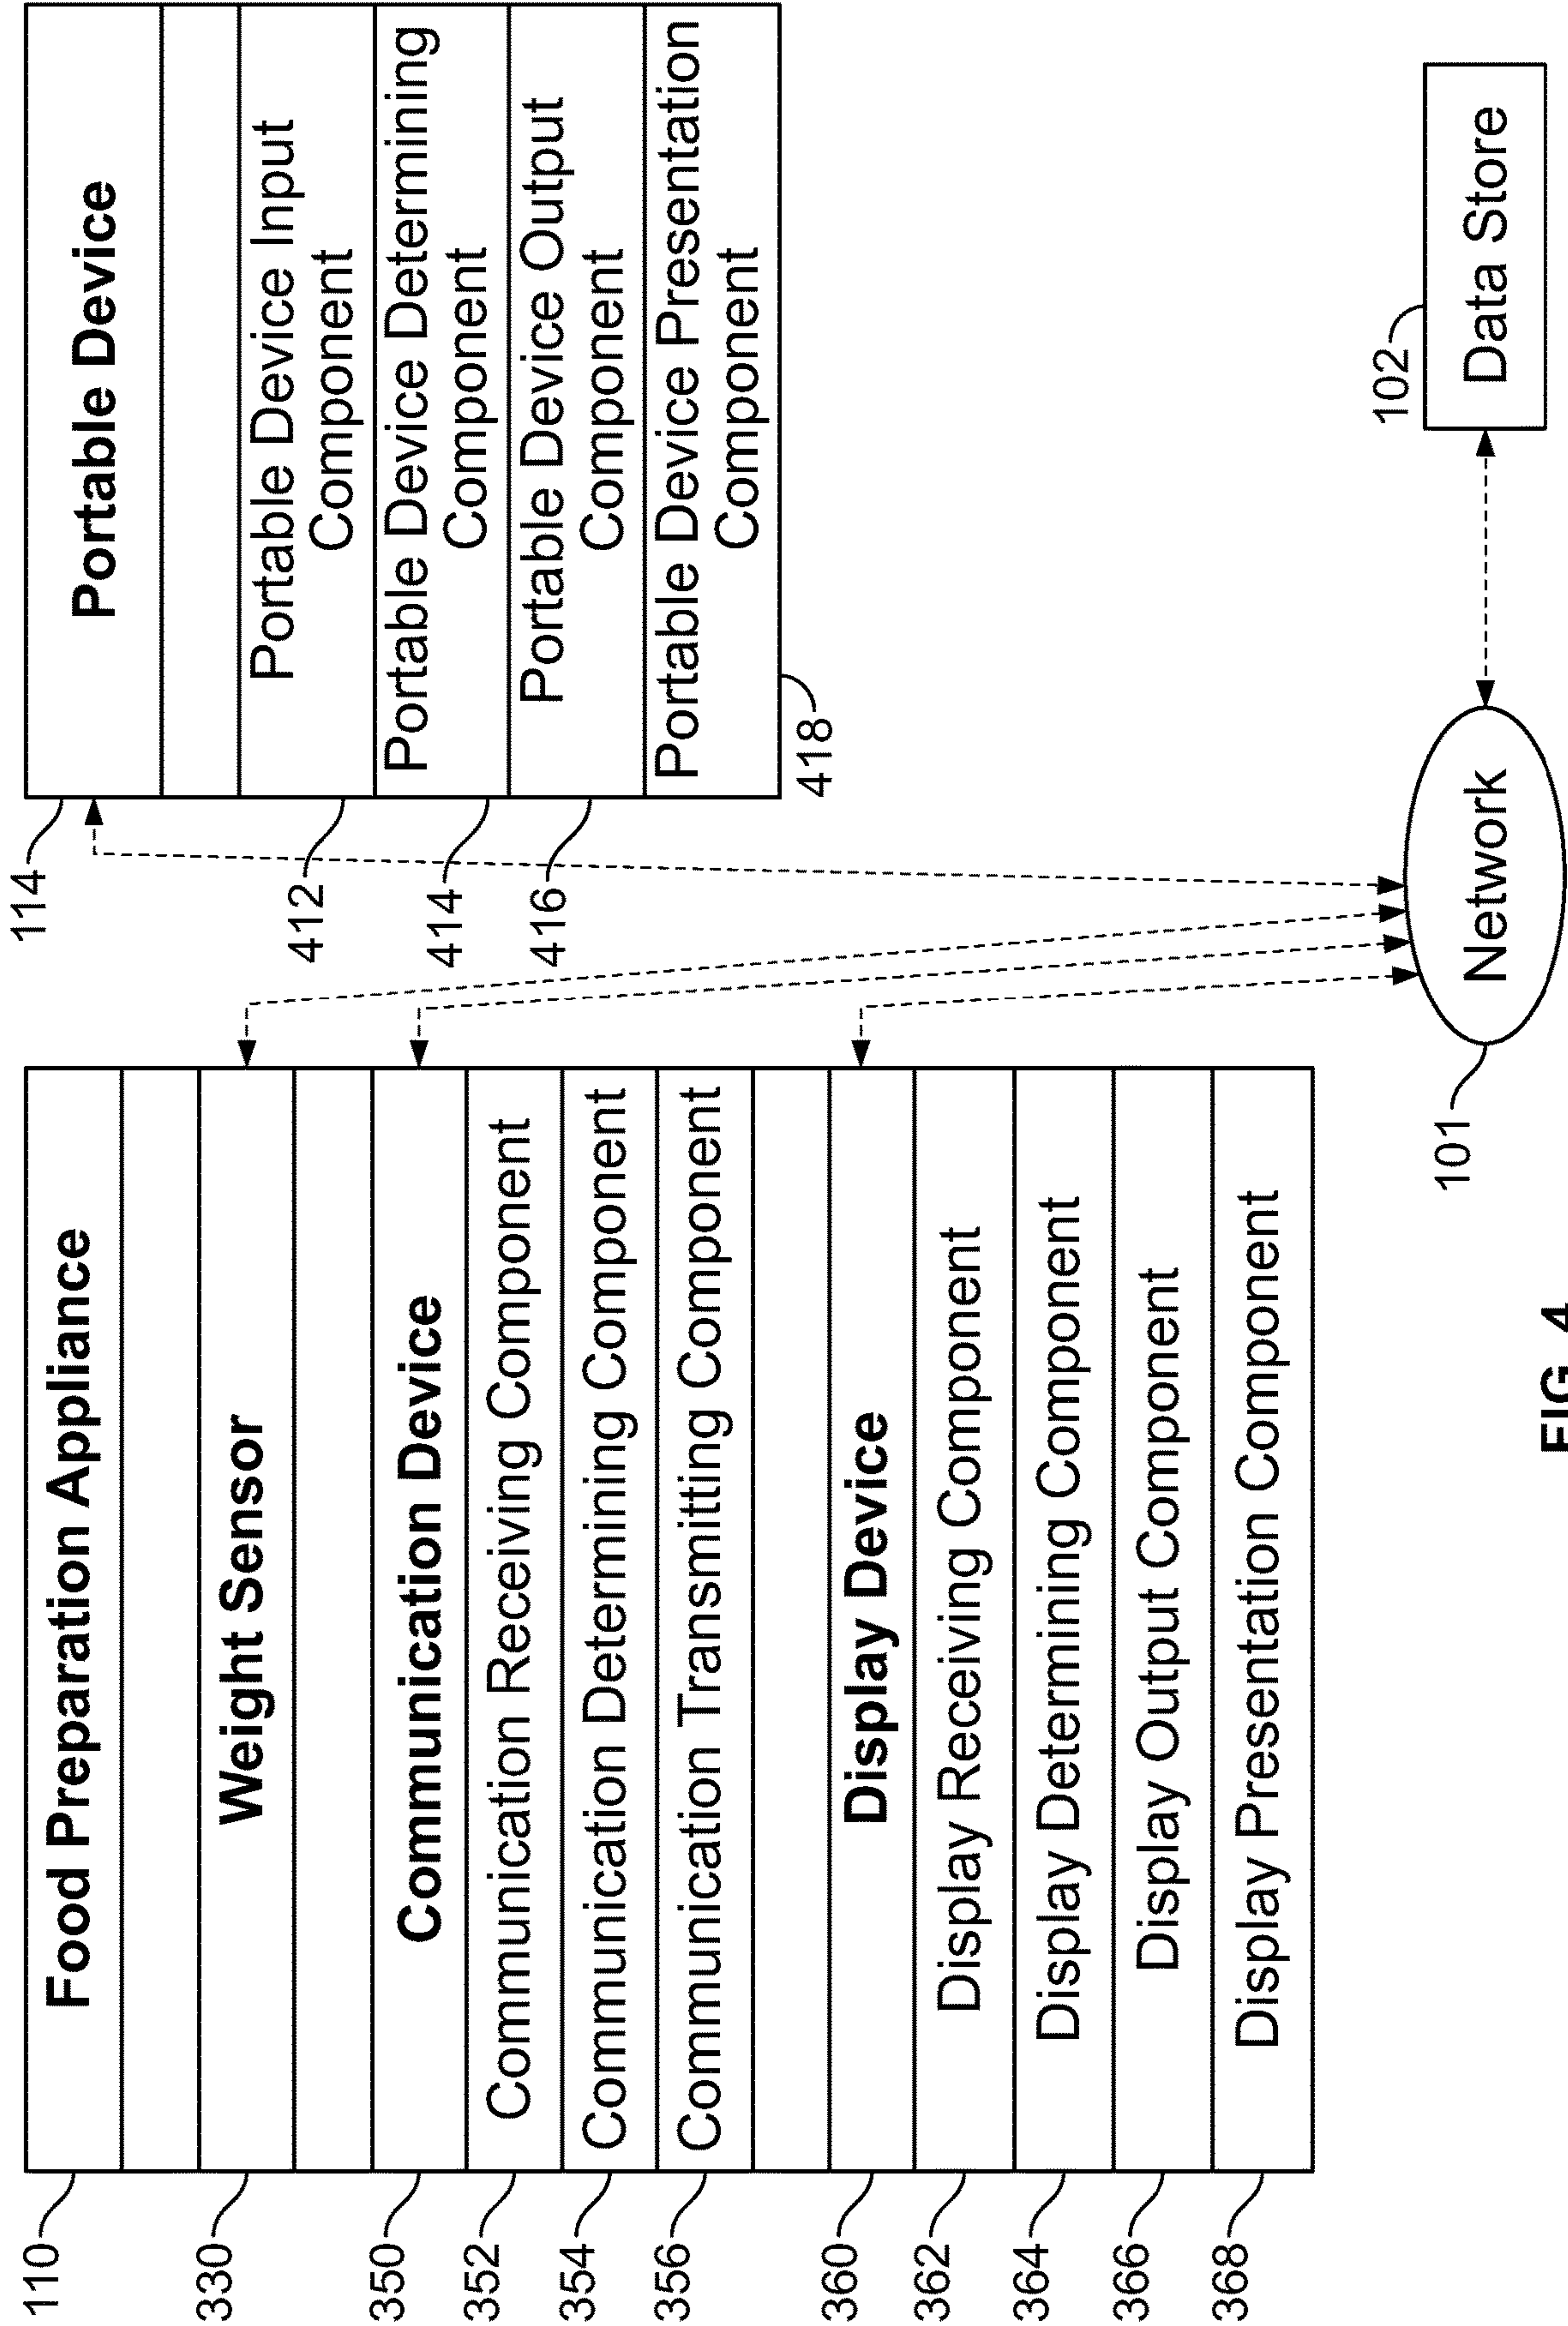 110
Food Preparation Appliance
330
Weight Sensor
350
Communication Device
352
Communication Receiving Component
354
Communication Determining Component
356
Communication Transmitting Component
360
Display Device
362
Display Receiving Component
364
Display Determining Component
366
Display Output Component
368
Display Presentation Component
114
Portable Device
412
Portable Device Input
Component
414
Portable Device Determining
Component
416
Portable Device Output
Component
418
Portable Device Presentation
Component
101
Network
102
Data Store
FIG. 4